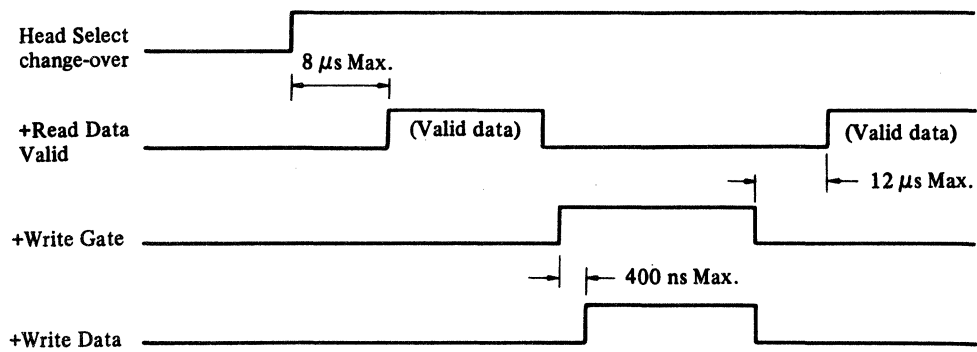 Head Select
change-over
8 μs Max.
+Read Data
Valid
(Valid data)
(Valid data)
12 μs Max.
+Write Gate
400 ns Max.
+Write Data